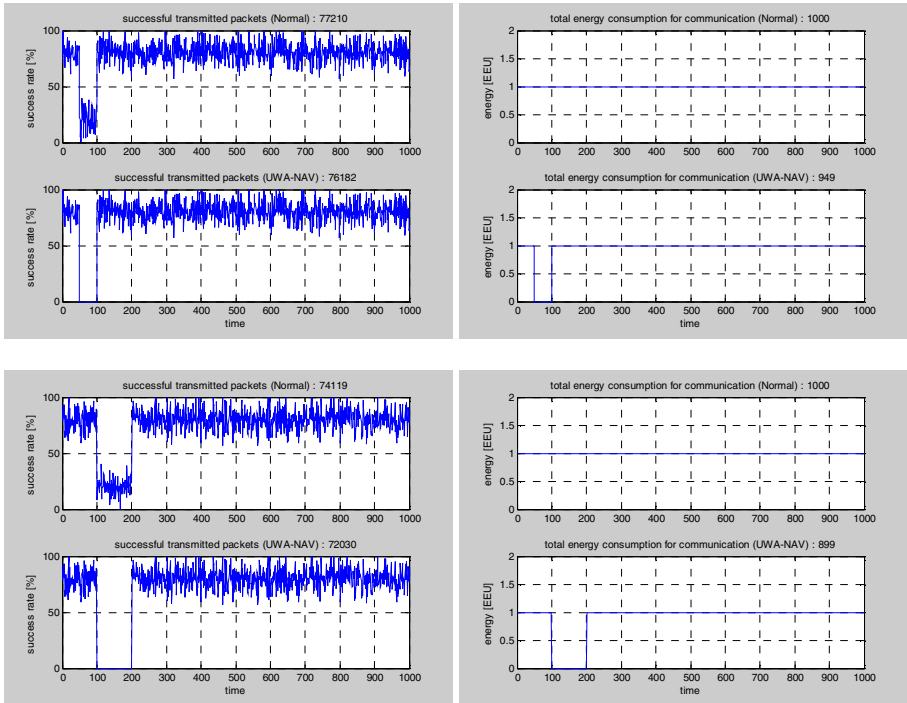 successful transmitted packets (Normal) : 77210
success rate [%]
100
50
0
0 100 200 300 400 500 600 700 800 900 1000
successful transmitted packets (UWA-NAV) : 76182
success rate [%]
100
50
0
0 100 200 300 400 500 600 700 800 900 1000
time
total energy consumption for communication (Normal) : 1000
energy [EEU]
2
1.5
1
0.5
0
0 100 200 300 400 500 600 700 800 900 1000
total energy consumption for communication (UWA-NAV) : 949
energy [EEU]
2
1.5
1
0.5
0
0 100 200 300 400 500 600 700 800 900 1000
time
successful transmitted packets (Normal) : 74119
success rate [%]
100
50
0
0 100 200 300 400 500 600 700 800 900 1000
successful transmitted packets (UWA-NAV) : 72030
success rate [%]
100
50
0
0 100 200 300 400 500 600 700 800 900 1000
time
total energy consumption for communication (Normal) : 1000
energy [EEU]
2
1.5
1
0.5
0
0 100 200 300 400 500 600 700 800 900 1000
total energy consumption for communication (UWA-NAV) : 899
energy [EEU]
2
1.5
1
0.5
0
0 100 200 300 400 500 600 700 800 900 1000
time